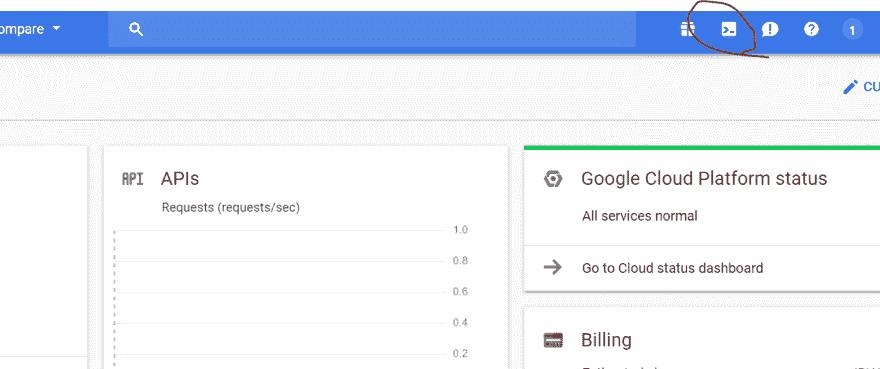 ompare
1
CU
API APIs
Requests (requests/sec)
1.0
0.8
0.6
0.4
0.2
Google Cloud Platform status
All services normal
Go to Cloud status dashboard
Billing